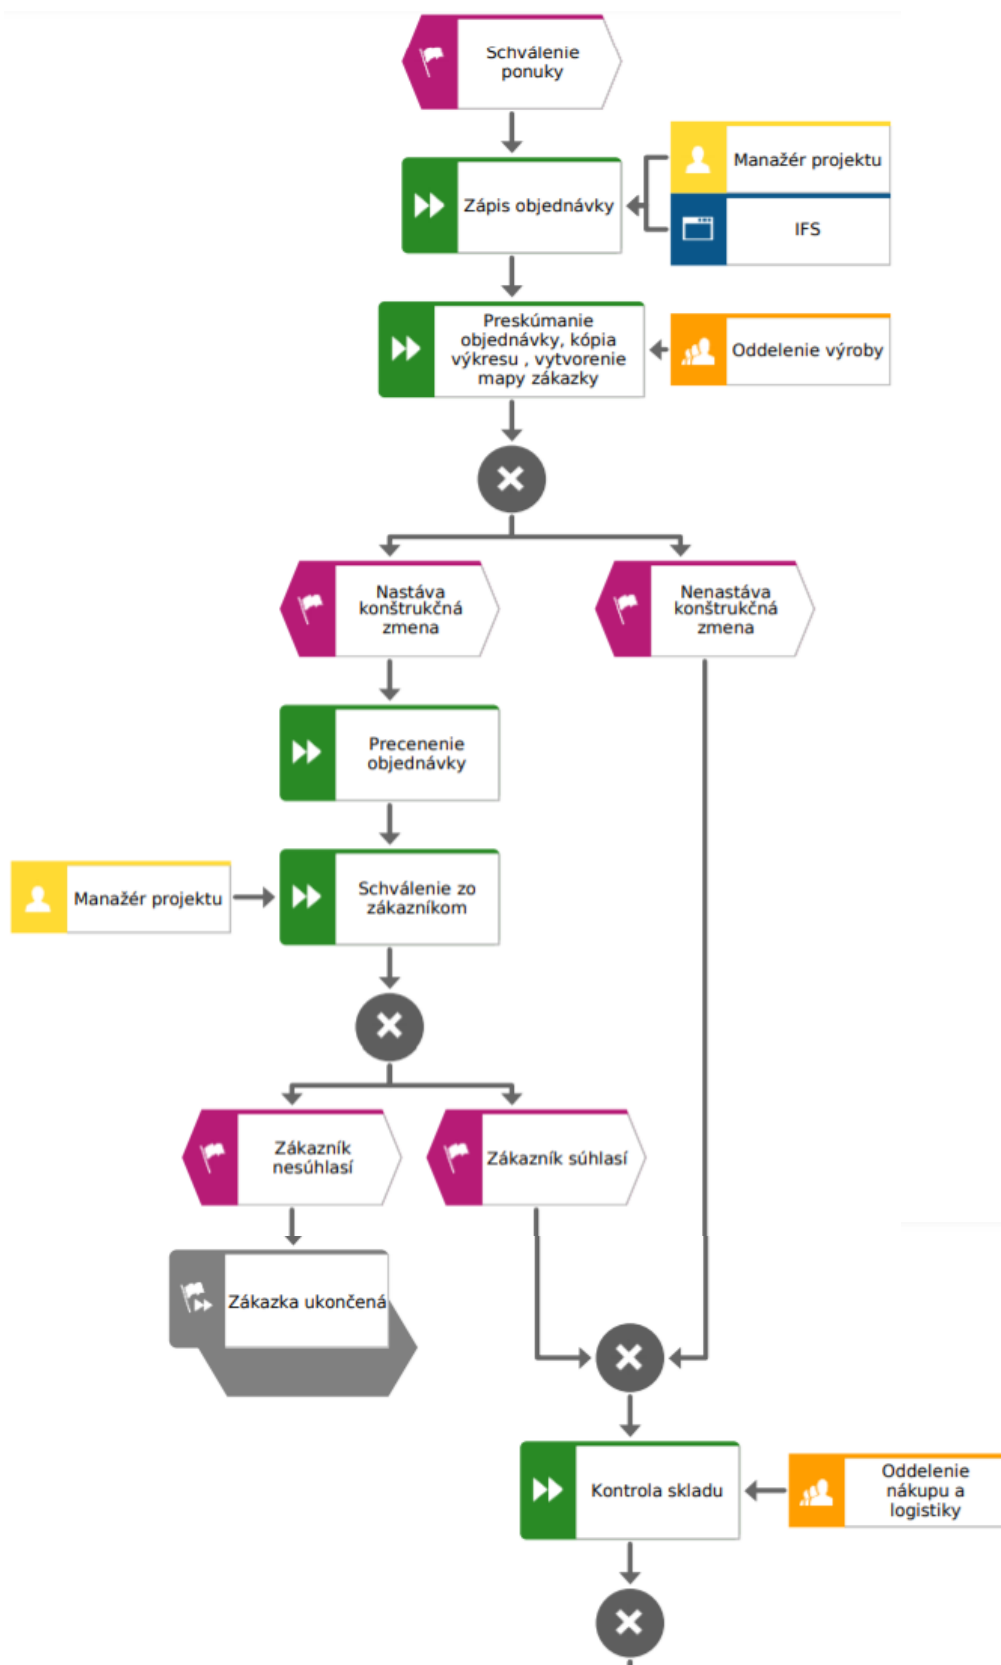 Schválenie
ponuky
Manažér projektu
Zápis objednávky
IFS
Preskúmanie
objednávky, kópia
výkresu , vytvorenie
mapy zákazky
Oddelenie výroby
Nastáva
konštrukčná
zmena
Nenastáva
konštrukčná
zmena
Precenenie
objednávky
Manažér projektu
Schválenie zo
zákazníkom
Zákazník
nesúhlasí
Zákazník súhlasí
Zákazka ukončená
Kontrola skladu
Oddelenie
nákupu a
logistiky